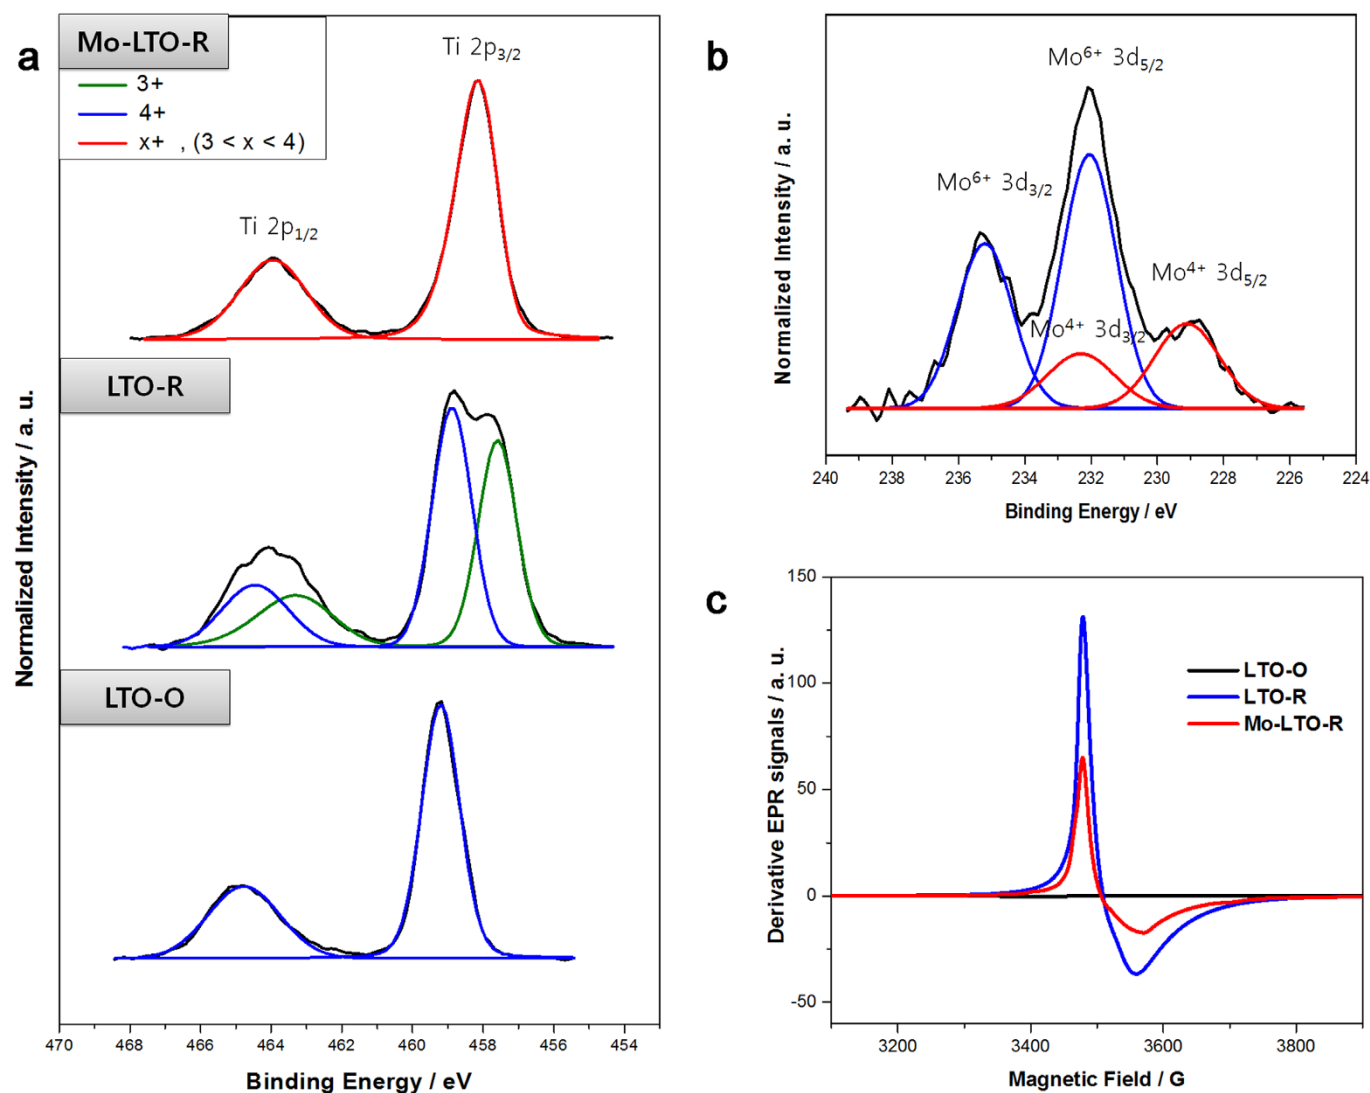 a
Mo-LTO-R
3+
4+
x+ , (3 < x < 4)
Ti 2p3/2
Ti 2p1/2
LTO-R
LTO-O
Normalized Intensity / a. u.
470 468 466 464 462 460 458 456 454
Binding Energy / eV
b
Mo6+ 3d5/2
Mo6+ 3d3/2
Mo4+ 3d5/2
Mo4+ 3d3/2
Normalized Intensity / a. u.
240 238 236 234 232 230 228 226 224
Binding Energy / eV
c
150
100
50
0
-50
LTO-O
LTO-R
Mo-LTO-R
Derivative EPR signals / a. u.
3200 3400 3600 3800
Magnetic Field / G